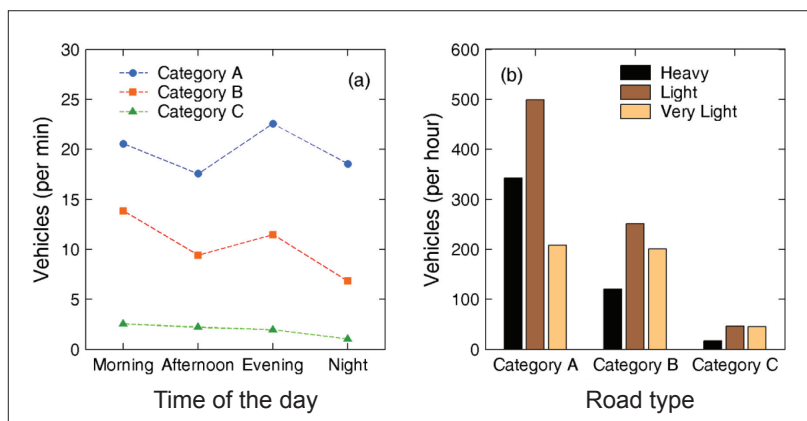 30
25
20
15
10
5
0
Vehicles (per min)
Category A
Category B
Category C
(a)
Morning Afternoon Evening Night
Time of the day
600
500
400
300
200
100
0
Vehicles (per hour)
(b)
Heavy
Light
Very Light
Category A Category B Category C
Road type